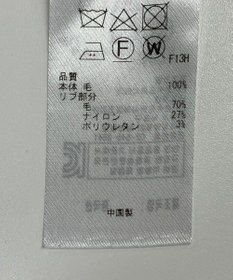 F W F13H
品質
本体 毛 100%
リブ部分
毛 70%
ナイロン 27%
ポリウレタン 3%
中国製